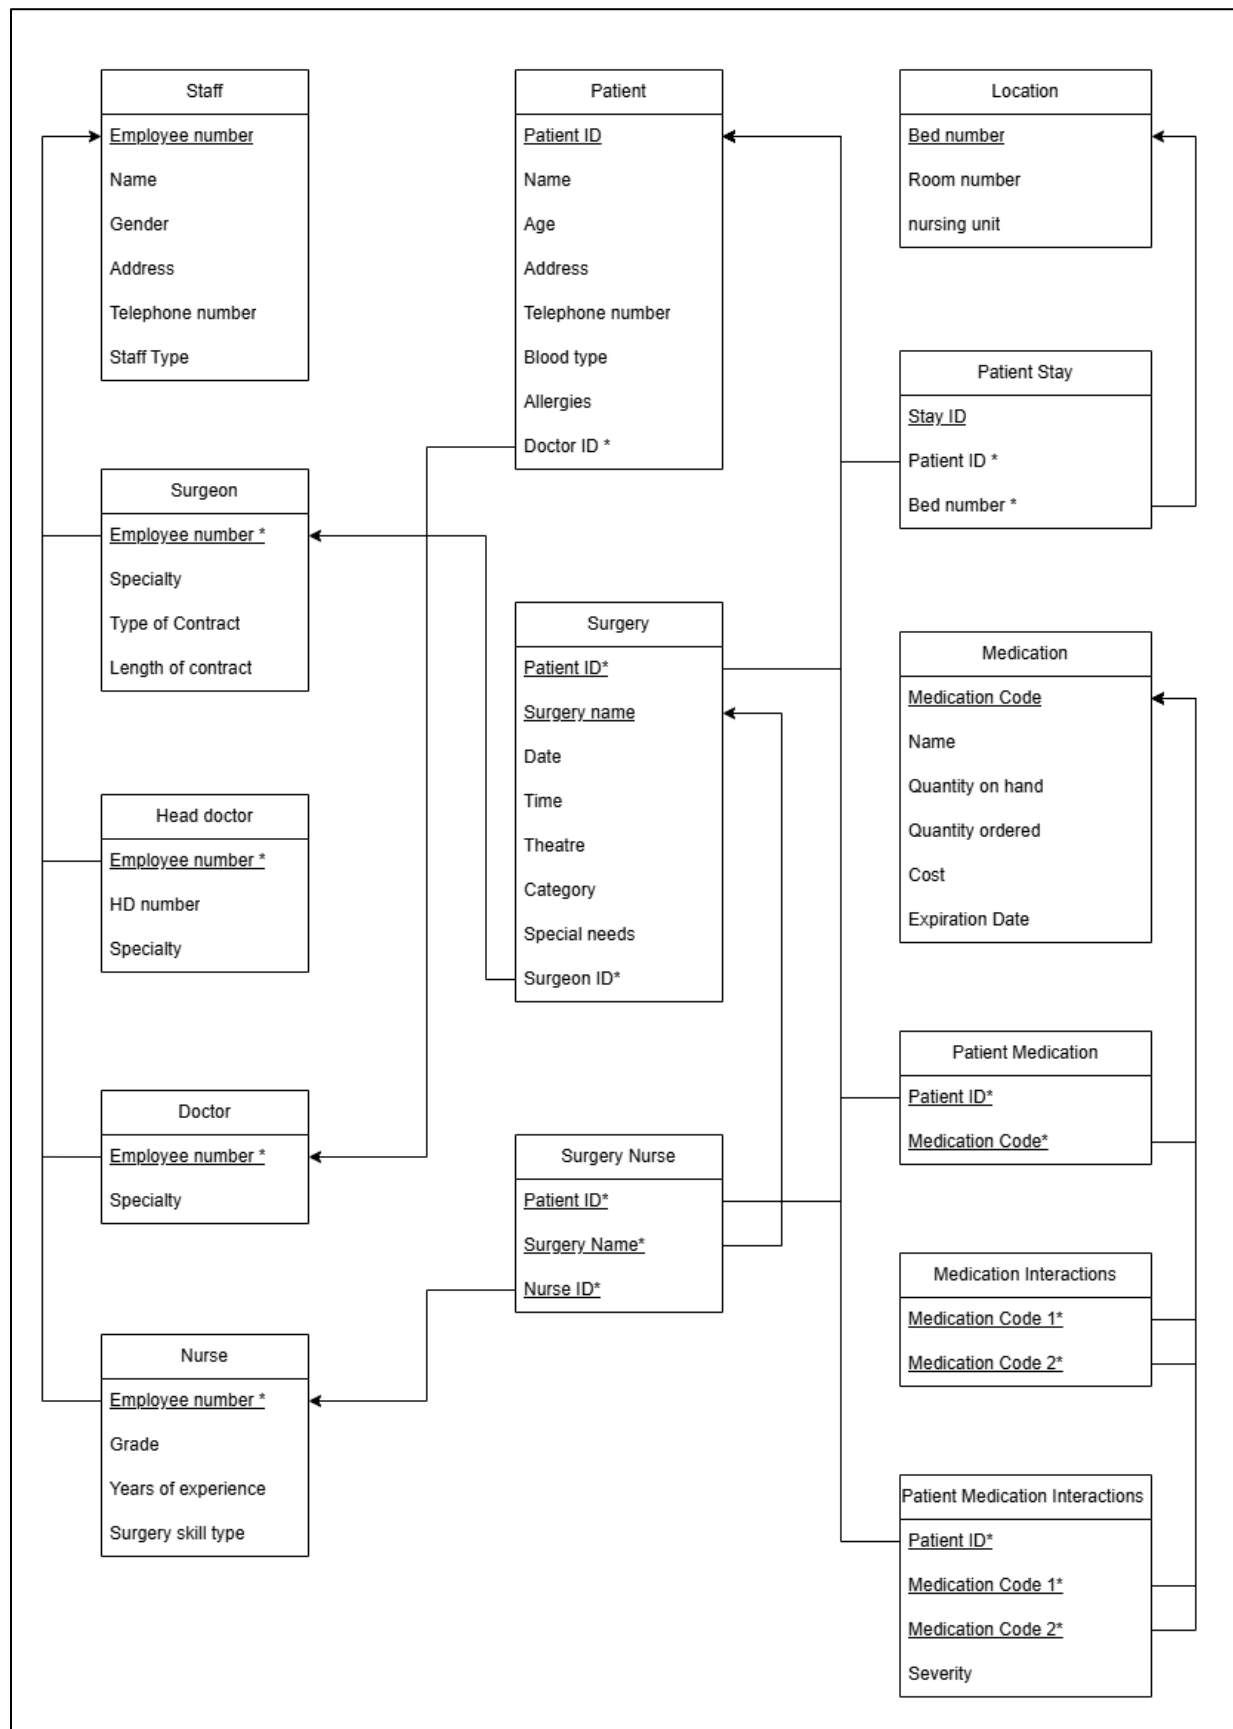 Staff
Employee number
Name
Gender
Address
Telephone number
Staff Type
Surgeon
Employee number *
Specialty
Type of Contract
Length of contract
Head doctor
Employee number *
HD number
Specialty
Doctor
Employee number *
Specialty
Nurse
Employee number *
Grade
Years of experience
Surgery skill type
Patient
Patient ID
Name
Age
Address
Telephone number
Blood type
Allergies
Doctor ID *
Surgery
Patient ID*
Surgery name
Date
Time
Theatre
Category
Special needs
Surgeon ID*
Surgery Nurse
Patient ID*
Surgery Name*
Nurse ID*
Location
Bed number
Room number
nursing unit
Patient Stay
Stay ID
Patient ID *
Bed number *
Medication
Medication Code
Name
Quantity on hand
Quantity ordered
Cost
Expiration Date
Patient Medication
Patient ID*
Medication Code*
Medication Interactions
Medication Code 1*
Medication Code 2*
Patient Medication Interactions
Patient ID*
Medication Code 1*
Medication Code 2*
Severity